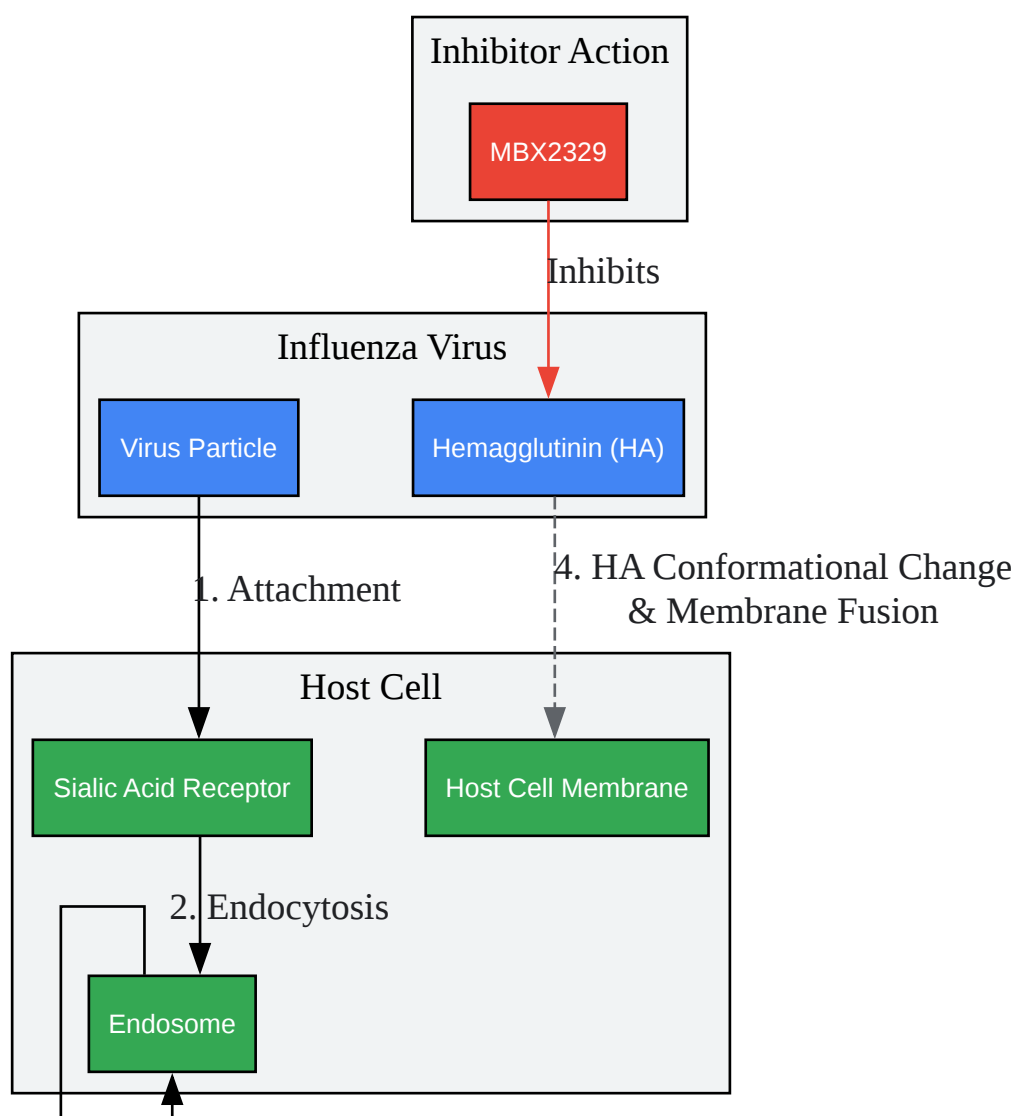 Inhibitor Action
MBX2329
Inhibits
Influenza Virus
Virus Particle
Hemagglutinin (HA)
1. Attachment
4. HA Conformational Change
& Membrane Fusion
Host Cell
Sialic Acid Receptor
Host Cell Membrane
2. Endocytosis
Endosome